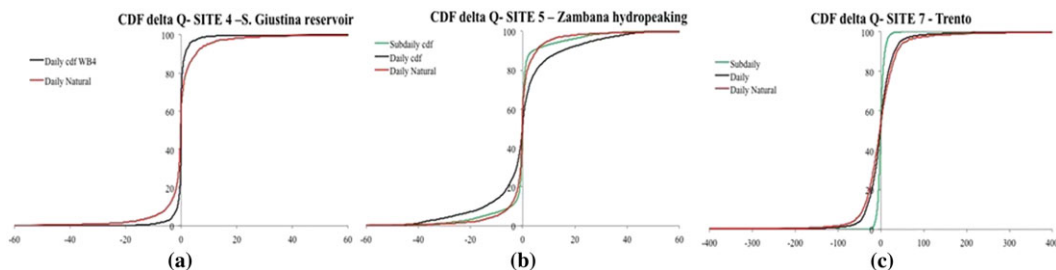 CDF delta Q- SITE 4 –S. Giustina reservoir
Daily cdf WB4
Daily Natural
100
80
60
40
20
0
-60 -40 -20 0 20 40 60
(a)
CDF delta Q- SITE 5 – Zambana hydropeaking
Subdaily cdf
Daily cdf
Daily Natural
100
80
60
40
20
0
-60 -40 -20 0 20 40 60
(b)
CDF delta Q- SITE 7 - Trento
Subdaily
Daily
Daily Natural
100
80
60
40
20
0
-400 -300 -200 -100 0 100 200 300 400
(c)